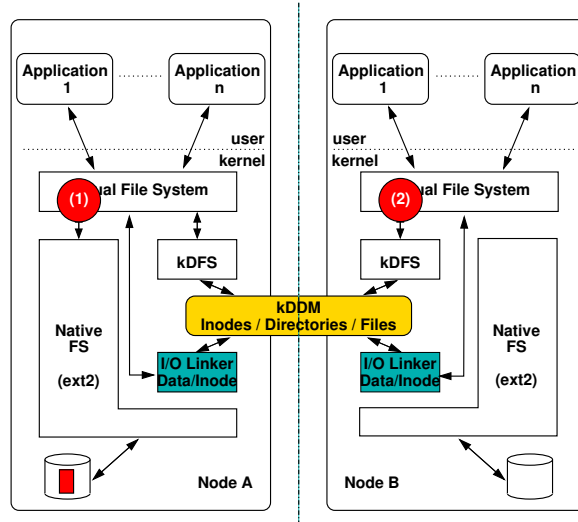 Application
1
Application
n
user
kernel
(1)
ual File System
kDFS
Native
FS
(ext2)
I/O Linker
Data/Inode
Node A
kDDM
Inodes / Directories / Files
Application
1
Application
n
user
kernel
(2)
ual File System
kDFS
Native
FS
(ext2)
I/O Linker
Data/Inode
Node B